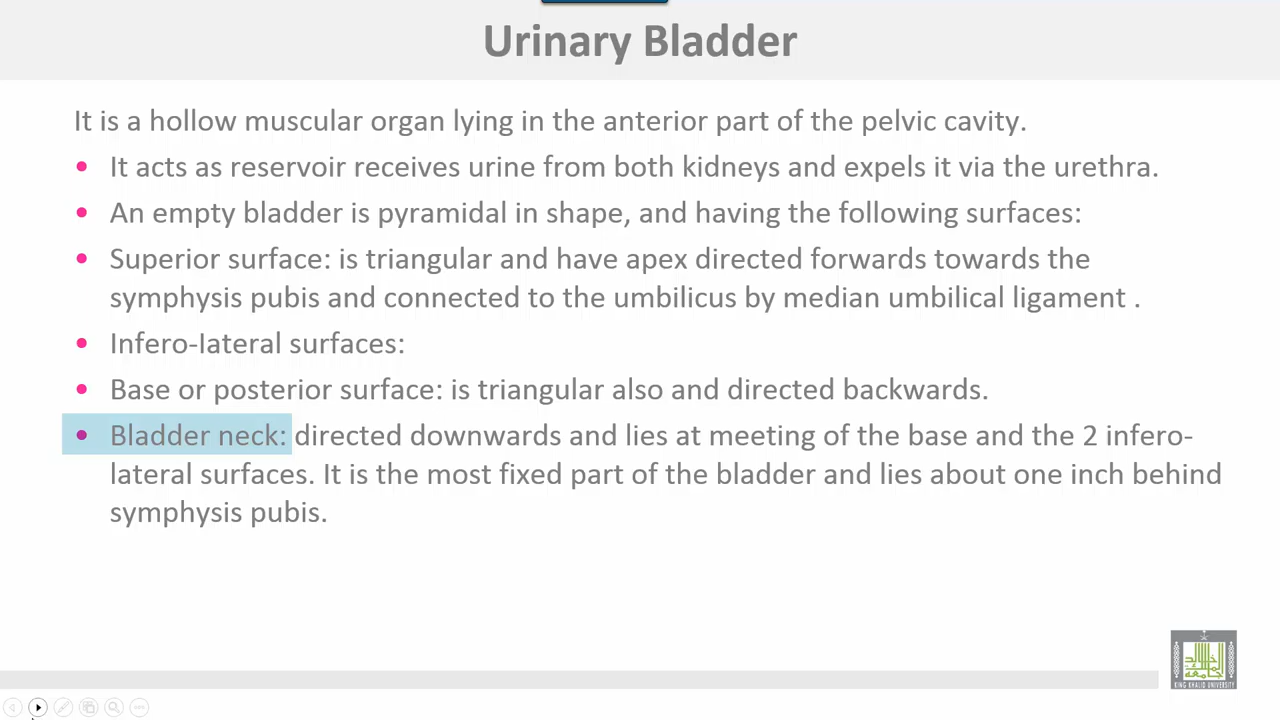 Urinary Bladder
It is a hollow muscular organ lying in the anterior part of the pelvic cavity.
• It acts as reservoir receives urine from both kidneys and expels it via the urethra.
• An empty bladder is pyramidal in shape, and having the following surfaces:
• Superior surface: is triangular and have apex directed forwards towards the
symphysis pubis and connected to the umbilicus by median umbilical ligament .
• Infero-lateral surfaces:
• Base or posterior surface: is triangular also and directed backwards.
• Bladder neck: directed downwards and lies at meeting of the base and the 2 infero-
lateral surfaces. It is the most fixed part of the bladder and lies about one inch behind
symphysis pubis.
KING KHALID UNIVERSITY